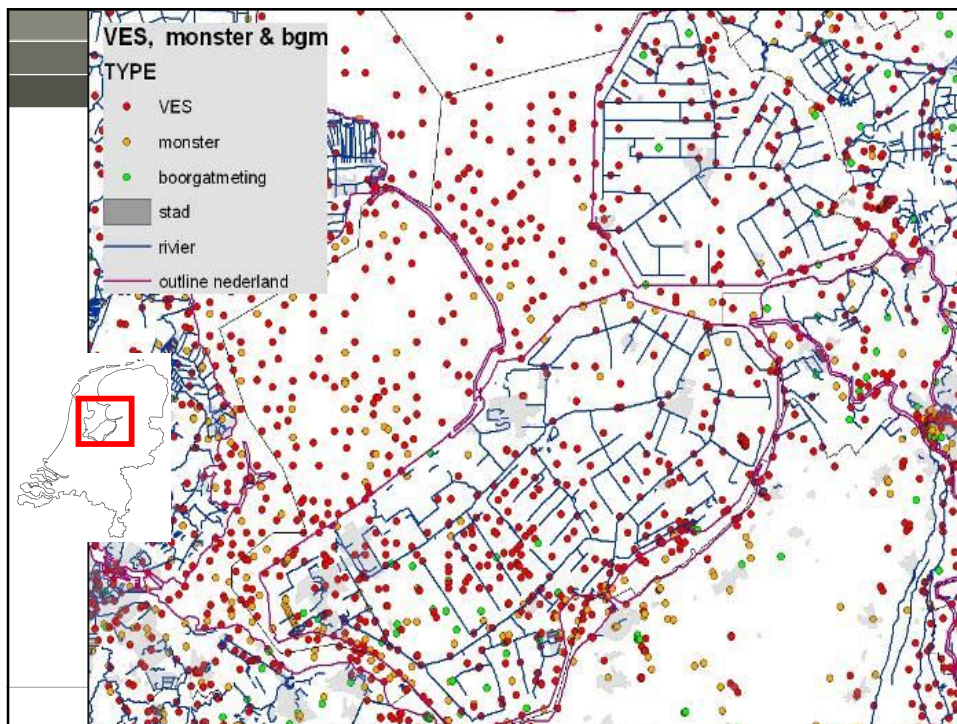 VES, monster & bgm
TYPE
VES
monster
boorgatmeting
stad
rivier
outline nederland